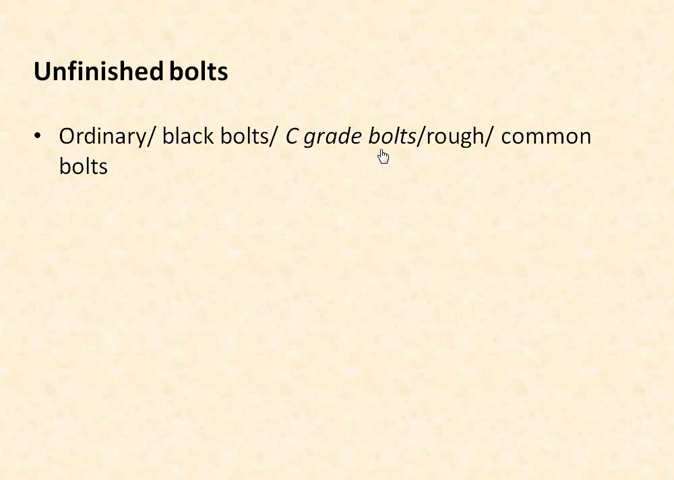 Unfinished bolts
• Ordinary/ black bolts/ C grade bolts/rough/ common
bolts